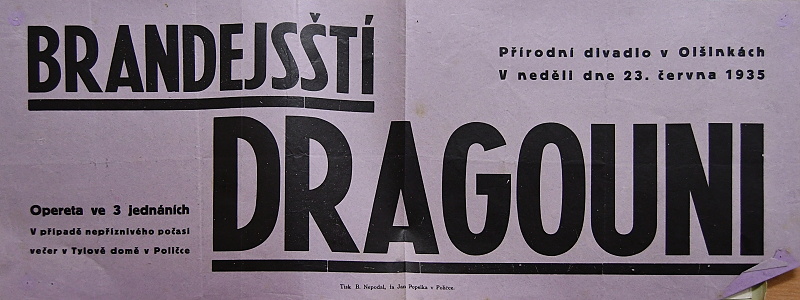 BRANDEJSŠTÍ
Přírodní divadlo v Olšinkách
V neděli dne 23. června 1935
DRAGOUNI
Opereta ve 3 jednáních
V případě nepříznivého počasí
večer v Tylově domě v Poličce
Tisk B. Nepodal, fa Jan Popelka v Poličce.